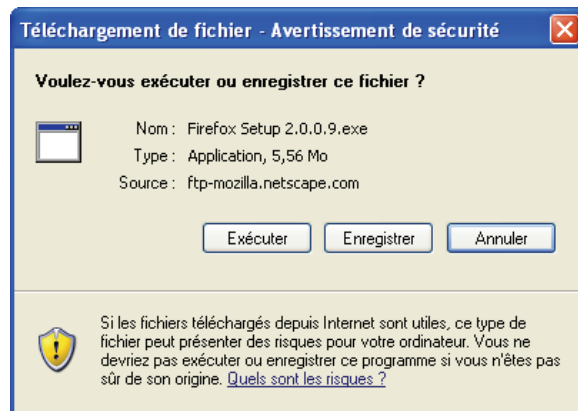 Téléchargement de fichier - Avertissement de sécurité
Voulez-vous exécuter ou enregistrer ce fichier ?
Nom : Firefox Setup 2.0.0.9.exe
Type : Application, 5,56 Mo
Source : ftp-mozilla.netscape.com
Exécuter Enregistrer Annuler
Si les fichiers téléchargés depuis Internet sont utiles, ce type de
fichier peut présenter des risques pour votre ordinateur. Vous ne
devriez pas exécuter ou enregistrer ce programme si vous n'êtes pas
sûr de son origine. Quels sont les risques ?